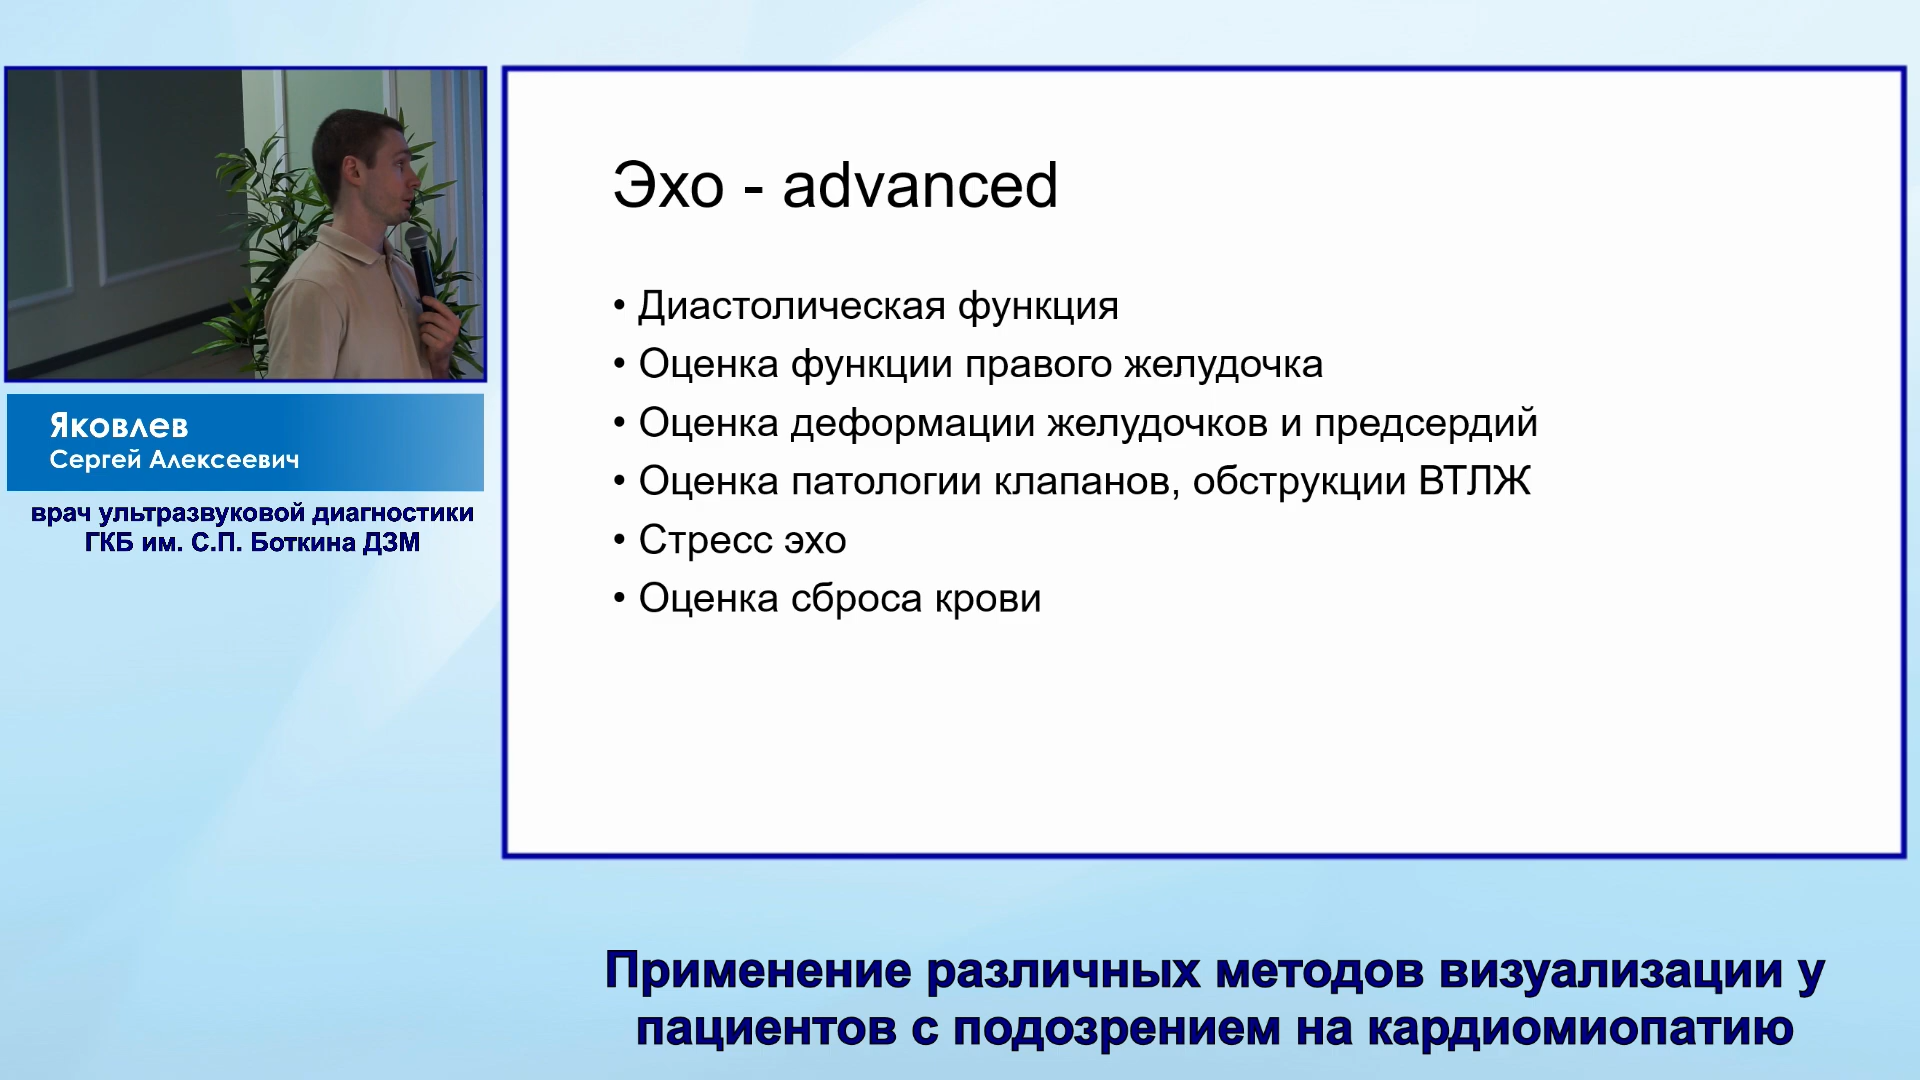 Яковлев
Сергей Алексеевич
врач ультразвуковой диагностики
ГКБ им. С.П. Боткина ДЗМ
Эхо - advanced
• Диастолическая функция
• Оценка функции правого желудочка
• Оценка деформации желудочков и предсердий
• Оценка патологии клапанов, обструкции ВТЛЖ
• Стресс эхо
• Оценка сброса крови
Применение различных методов визуализации у
пациентов с подозрением на кардиомиопатию